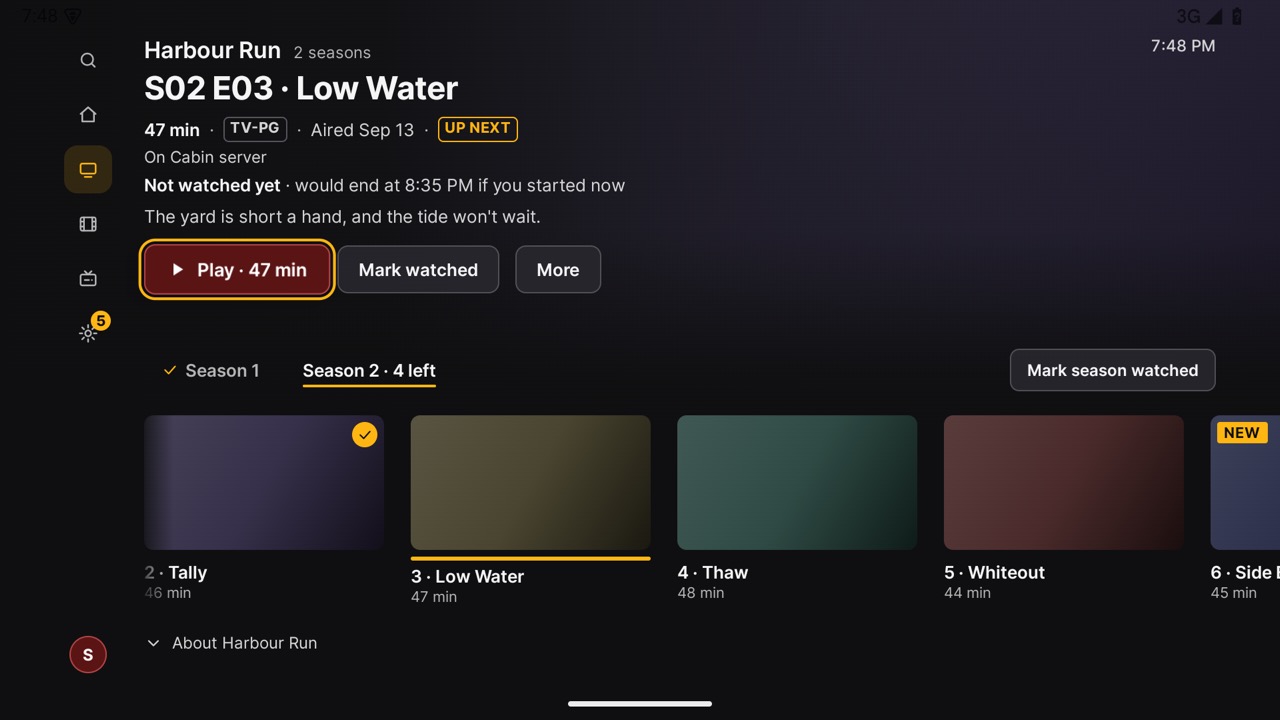 7:48
3G
7:48 PM
Harbour Run 2 seasons
S02 E03 · Low Water
47 min · TV-PG · Aired Sep 13 · UP NEXT
On Cabin server
Not watched yet · would end at 8:35 PM if you started now
The yard is short a hand, and the tide won't wait.
Play · 47 min
Mark watched
More
5
Season 1
Season 2 · 4 left
Mark season watched
NEW
2 · Tally
46 min
3 · Low Water
47 min
4 · Thaw
48 min
5 · Whiteout
44 min
6 · Side
45 min
About Harbour Run
S